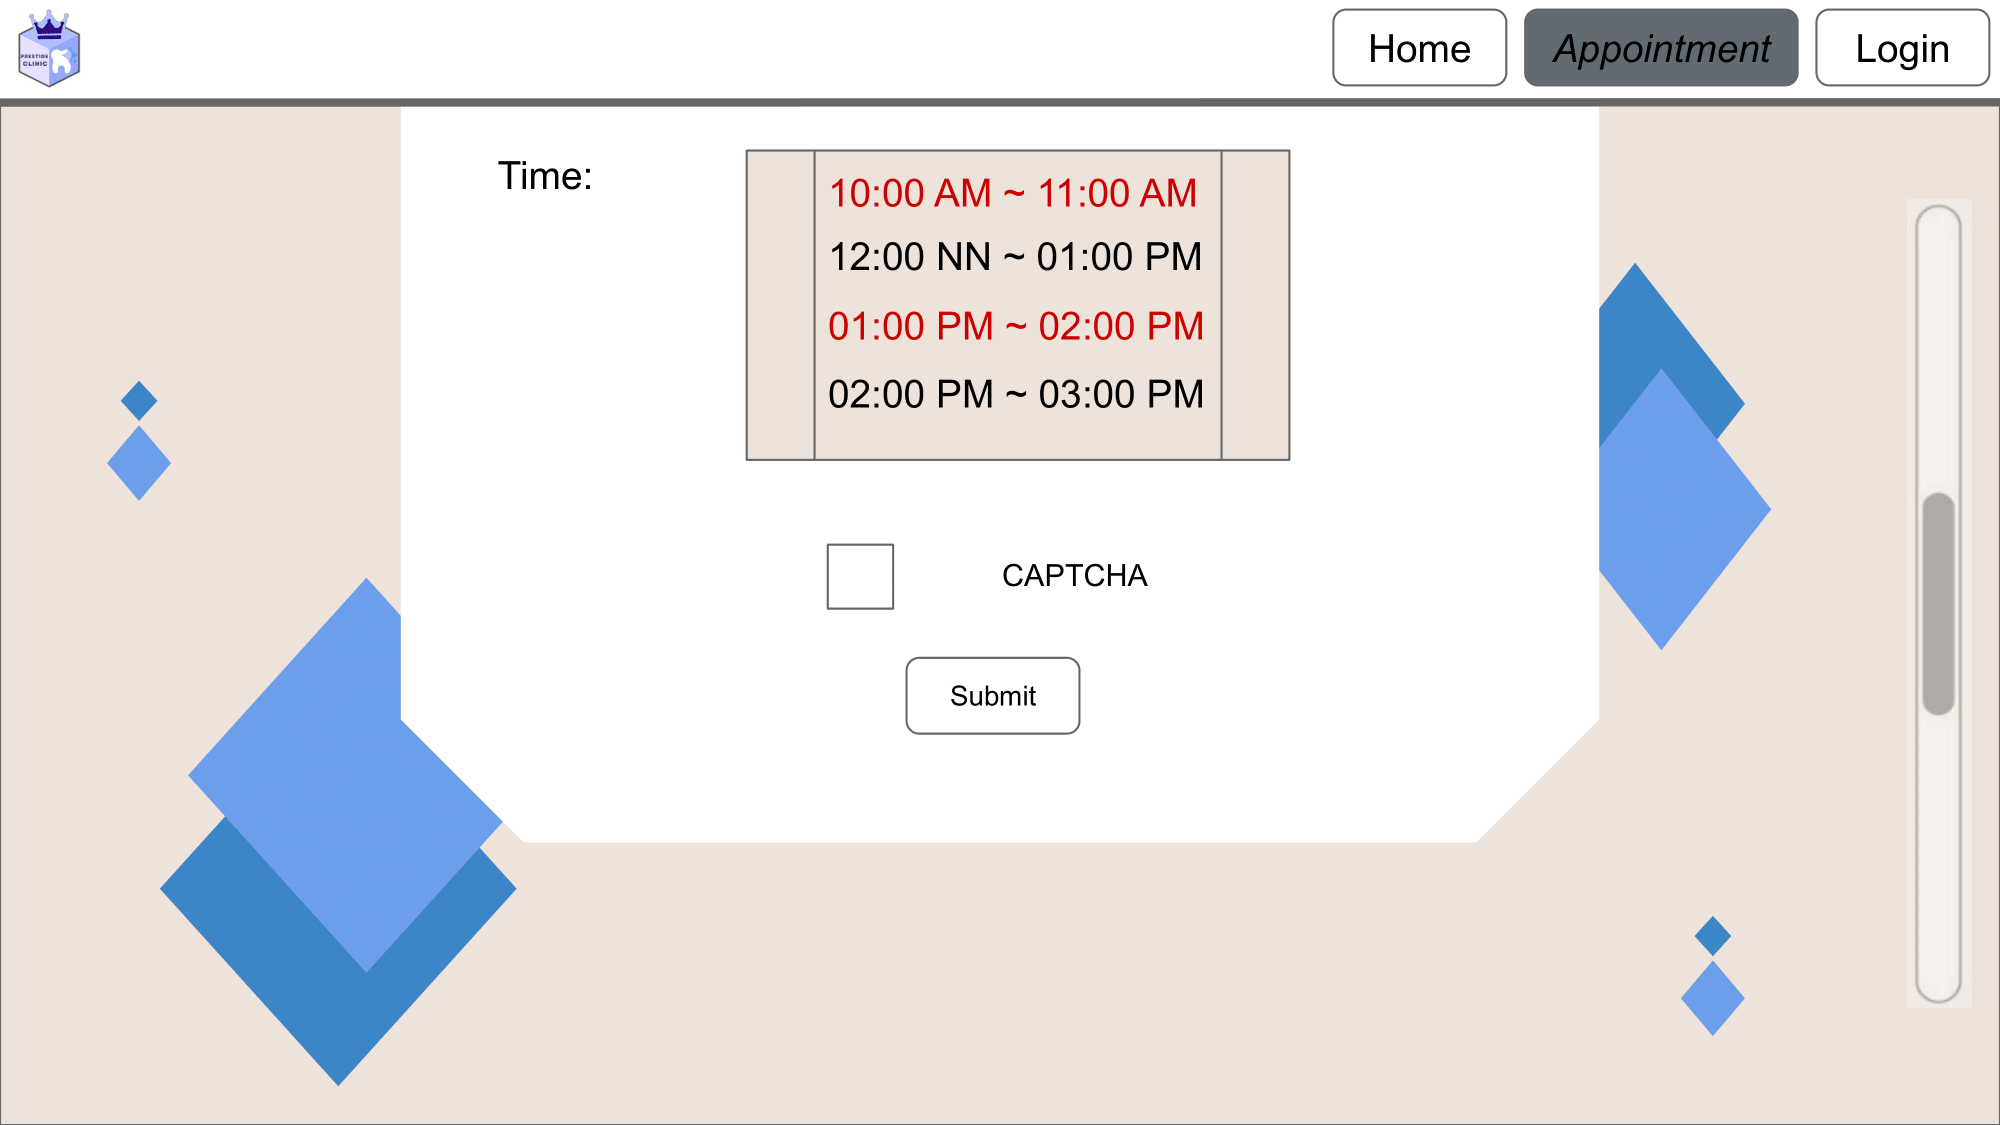 PRESTIGE
CLINIC
Home
Appointment
Login
Time:
10:00 AM ~ 11:00 AM
12:00 NN ~ 01:00 PM
01:00 PM ~ 02:00 PM
02:00 PM ~ 03:00 PM
CAPTCHA
Submit